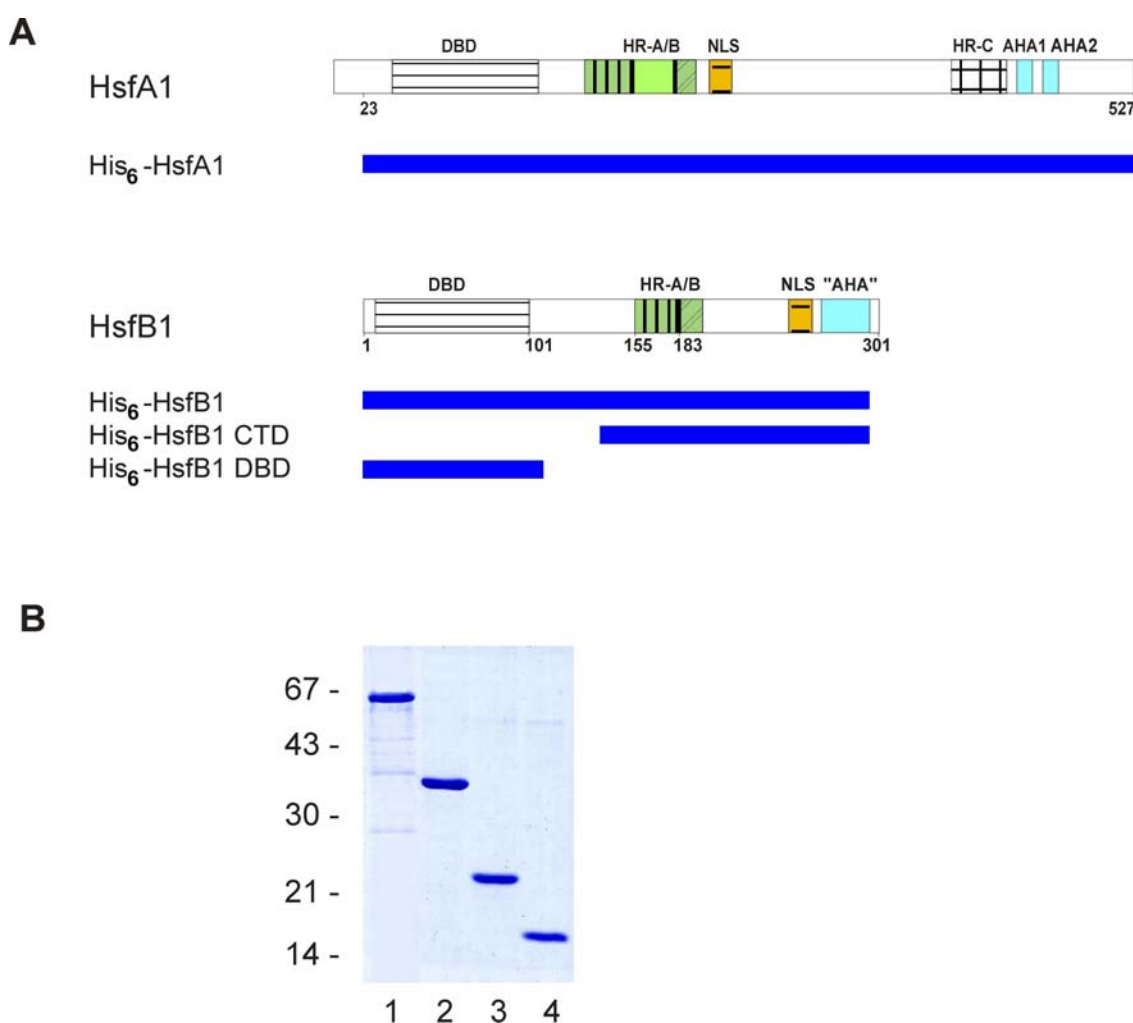 A
DBD HR-A/B NLS HR-C AHA1 AHA2
HsfA1
23 527
His6-HsfA1
DBD HR-A/B NLS "AHA"
HsfB1
1 101 155 183 301
His6-HsfB1
His6-HsfB1 CTD
His6-HsfB1 DBD
B
67 -
43 -
30 -
21 -
14 -
1 2 3 4